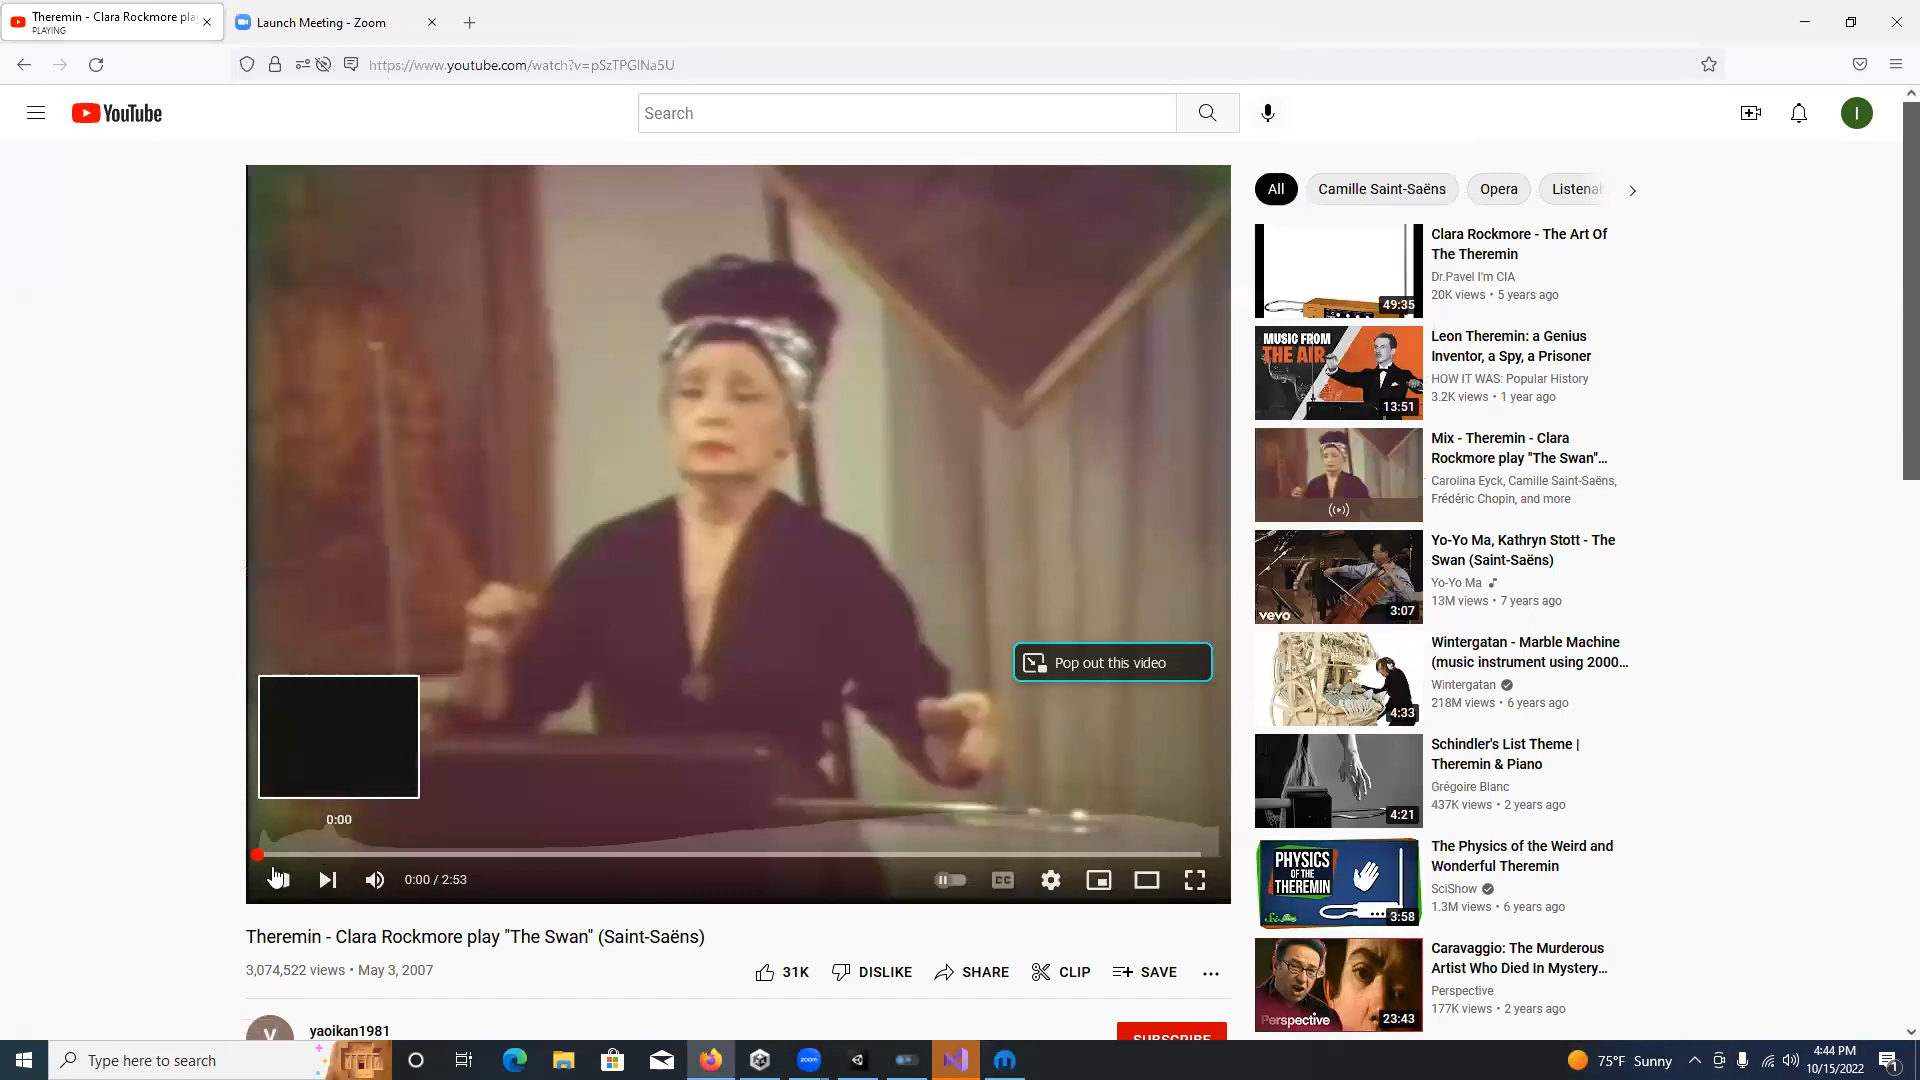 Theremin - Clara Rockmore pla
PLAYING
Launch Meeting - Zoom
https://www.youtube.com/watch?v=pSzTPGlNa5U
YouTube
Search
I
All
Camille Saint-Saëns
Opera
Listenab
Clara Rockmore - The Art Of
The Theremin
Dr.Pavel I'm CIA
20K views • 5 years ago
49:35
MUSIC FROM
THE AIR
13:51
Leon Theremin: a Genius
Inventor, a Spy, a Prisoner
HOW IT WAS: Popular History
3.2K views • 1 year ago
Mix - Theremin - Clara
Rockmore play "The Swan"...
Carolina Eyck, Camille Saint-Saëns,
Frédéric Chopin, and more
Yo-Yo Ma, Kathryn Stott - The
Swan (Saint-Saëns)
Yo-Yo Ma
13M views • 7 years ago
vevo
3:07
Pop out this video
Wintergatan - Marble Machine
(music instrument using 2000...
Wintergatan
218M views • 6 years ago
4:33
Schindler's List Theme |
Theremin & Piano
Grégoire Blanc
437K views • 2 years ago
4:21
0:00
0:00 / 2:53
CC
PHYSICS
OF THE
THEREMIN
Sci
3:58
The Physics of the Weird and
Wonderful Theremin
SciShow
1.3M views • 6 years ago
Theremin - Clara Rockmore play "The Swan" (Saint-Saëns)
3,074,522 views • May 3, 2007
31K
DISLIKE
SHARE
CLIP
SAVE
Perspective
23:43
Caravaggio: The Murderous
Artist Who Died In Mystery...
Perspective
177K views • 2 years ago
Y
yaoikan1981
SUBSCRIBE
Type here to search
zoom
75°F Sunny
4:44 PM
10/15/2022
1